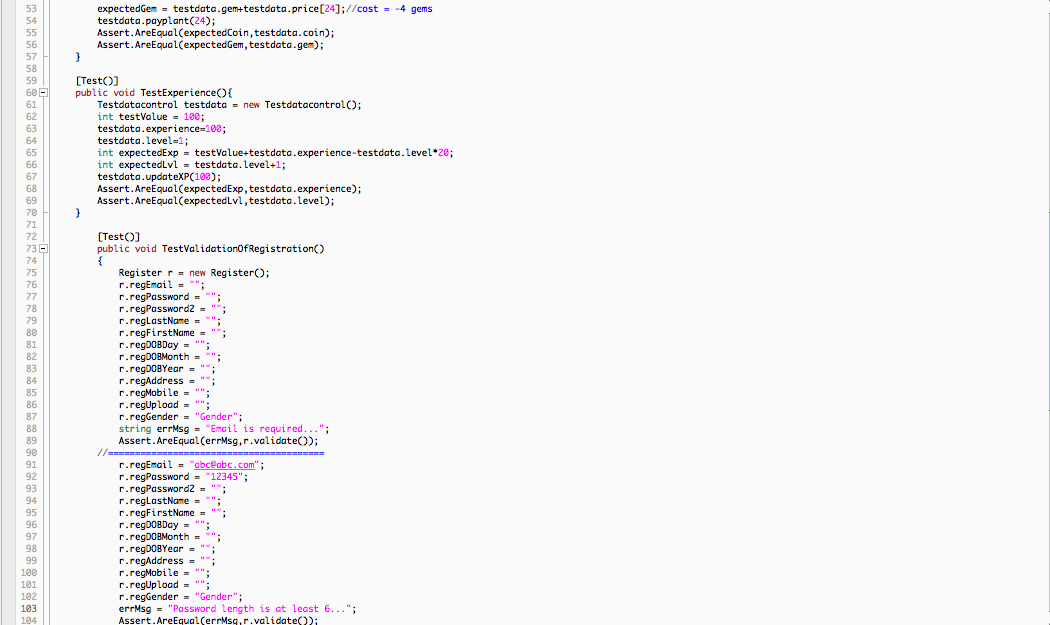 53 expectedGem = testdata.gem+testdata.price[24];//cost = -4 gems
54 testdata.payplant(24);
55 Assert.AreEqual(expectedCoin,testdata.coin);
56 Assert.AreEqual(expectedGem,testdata.gem);
57 }
58
59 [Test()]
60 public void TestExperience(){
61 Testdatacontrol testdata = new Testdatacontrol();
62 int testValue = 100;
63 testdata.experience=100;
64 testdata.level=1;
65 int expectedExp = testValue+testdata.experience-testdata.level*20;
66 int expectedLvl = testdata.level+1;
67 testdata.updateXP(100);
68 Assert.AreEqual(expectedExp,testdata.experience);
69 Assert.AreEqual(expectedLvl,testdata.level);
70 }
71
72 [Test()]
73 public void TestValidationOfRegistration()
74 {
75 Register r = new Register();
76 r.regEmail = "";
77 r.regPassword = "";
78 r.regPassword2 = "";
79 r.regLastName = "";
80 r.regFirstName = "";
81 r.regDOBDay = "";
82 r.regDOBMonth = "";
83 r.regDOBYear = "";
84 r.regAddress = "";
85 r.regMobile = "";
86 r.regUpload = "";
87 r.regGender = "Gender";
88 string errMsg = "Email is required...";
89 Assert.AreEqual(errMsg,r.validate());
90 //========================================
91 r.regEmail = "abc@abc.com";
92 r.regPassword = "12345";
93 r.regPassword2 = "";
94 r.regLastName = "";
95 r.regFirstName = "";
96 r.regDOBDay = "";
97 r.regDOBMonth = "";
98 r.regDOBYear = "";
99 r.regAddress = "";
100 r.regMobile = "";
101 r.regUpload = "";
102 r.regGender = "Gender";
103 errMsg = "Password length is at least 6...";
104 Assert.AreEqual(errMsg,r.validate());